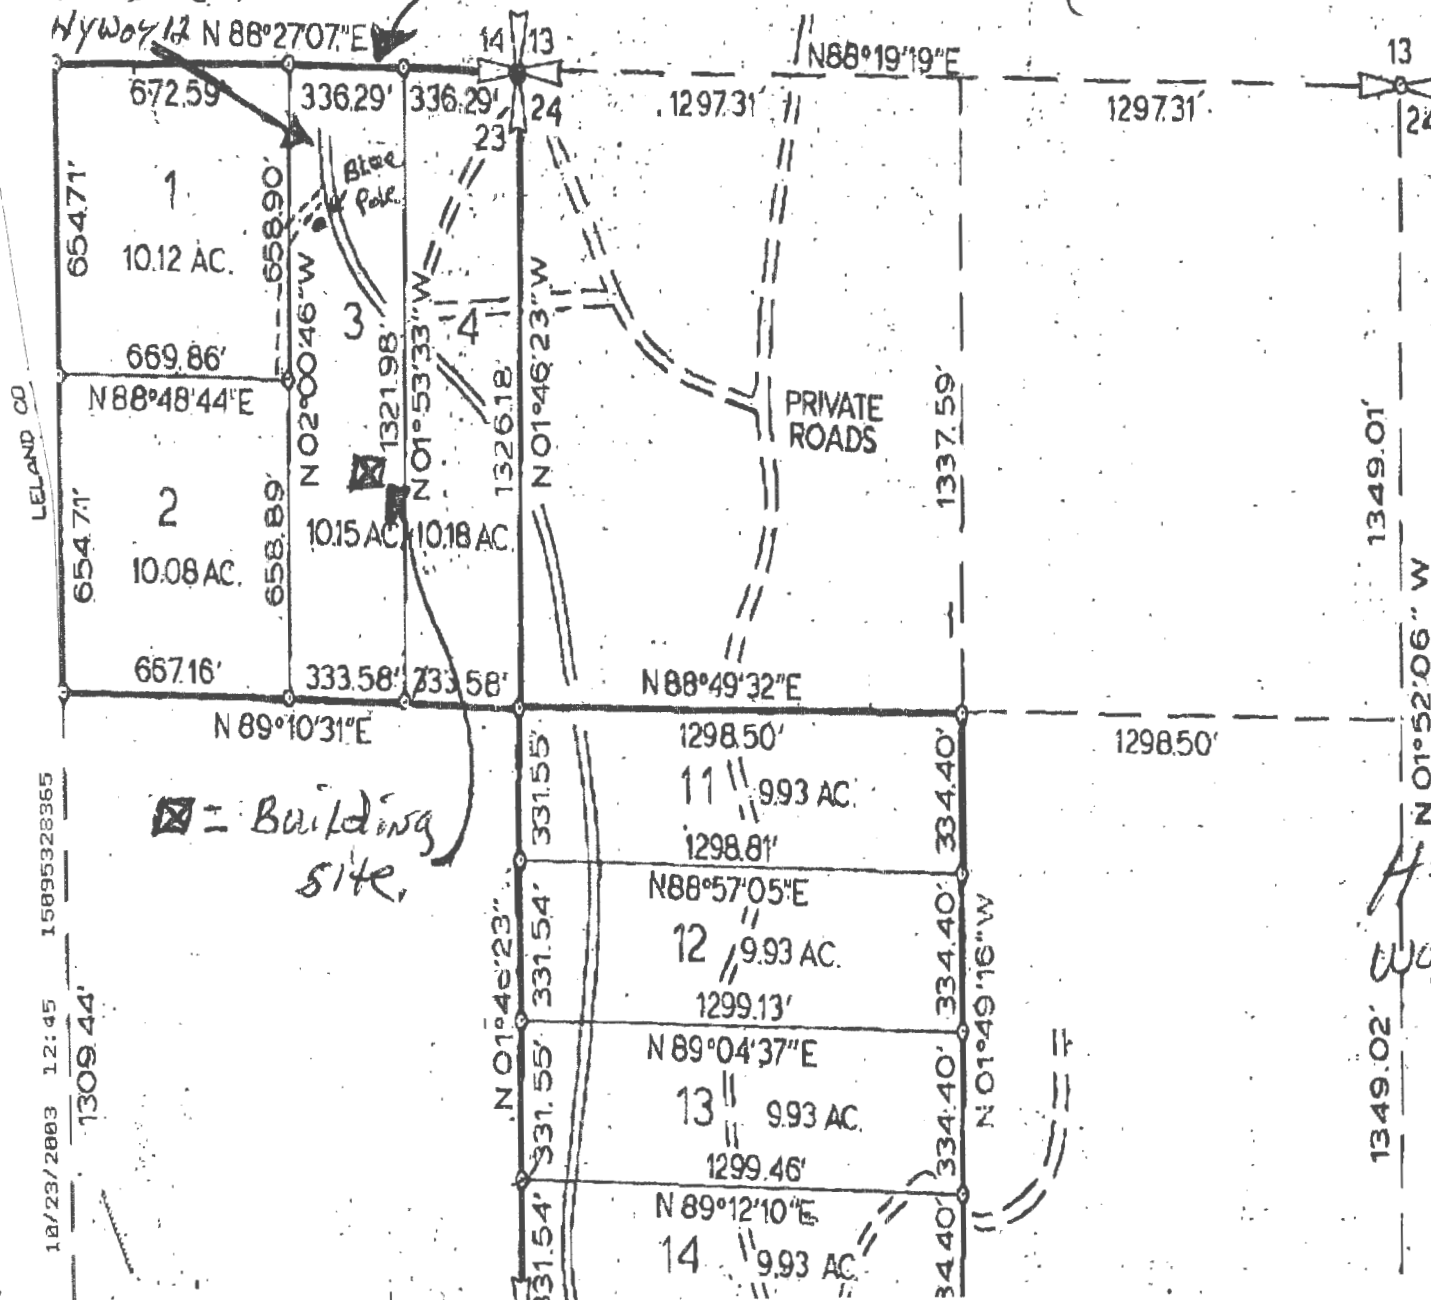 Hyway 12 N 88°27'07"E
14 13
N88°19'19"E
13
672.59'
336.29'
336.29'
23
24
1297.31'
1297.31'
24
654.71'
1
10.12 AC.
658.90'
Blue
Pole
N 02°00'46"W
3
1321.98'
N 01°53'33"W
4
1326.18'
N 01°46'23"W
669.86'
N 88°48'44"E
PRIVATE
ROADS
1337.59'
1349.01'
LELAND CO
654.71'
2
10.08 AC.
658.89'
10.15 AC.
10.18 AC.
N 01°52'06" W
667.16'
333.58'
333.58'
N 88°49'32"E
N 89°10'31"E
1298.50'
1298.50'
= Building
site.
331.55'
11
9.93 AC.
334.40'
1298.81'
N88°57'05"E
15095328365
12:45
10/23/2003
1309.44'
N 01°46'23"
331.54'
12
9.93 AC.
334.40'
N 01°49'16"W
1299.13'
N 89°04'37"E
331.55'
13
9.93 AC.
334.40'
1349.02'
1299.46'
N 89°12'10"E
331.54'
14
9.93 AC
34.40'